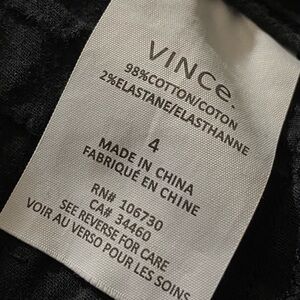 VINCe.
98%COTTON/COTON
2%ELASTANE/ELASTHANNE
4
MADE IN CHINA
FABRIQUÉ EN CHINE
RN# 106730
CA# 34460
SEE REVERSE FOR CARE
VOIR AU VERSO POUR LES SOINS